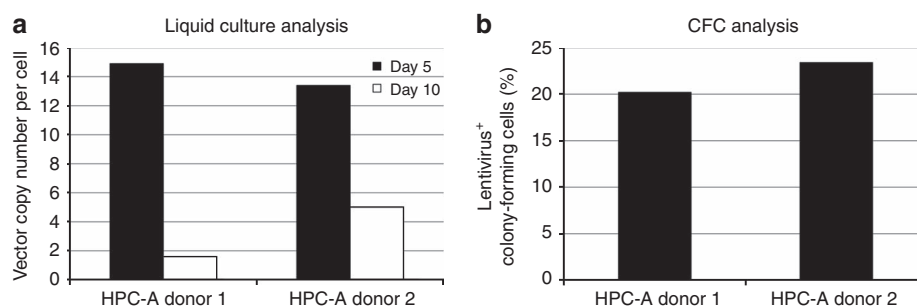 a
Liquid culture analysis
Vector copy number per cell
16
14
12
10
8
6
4
2
0
Day 5
Day 10
HPC-A donor 1
HPC-A donor 2
b
CFC analysis
Lentivirus+
colony-forming cells (%)
25
20
15
10
5
0
HPC-A donor 1
HPC-A donor 2